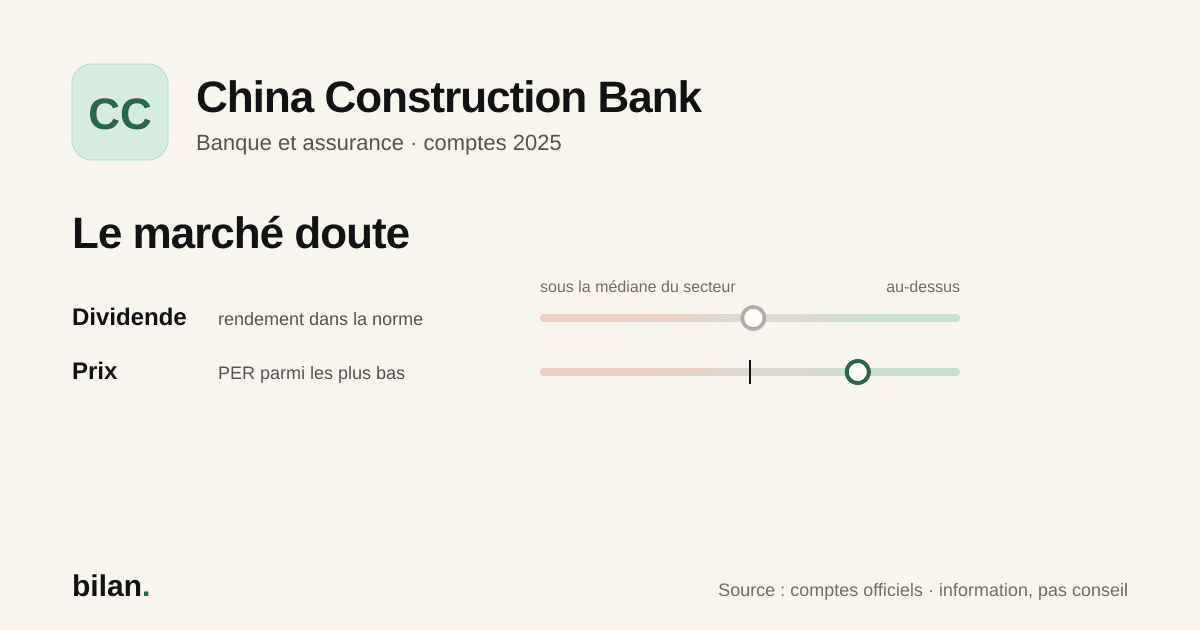 CC
China Construction Bank
Banque et assurance · comptes 2025
Le marché doute
sous la médiane du secteur au-dessus
Dividende rendement dans la norme
Prix PER parmi les plus bas
bilan.
Source : comptes officiels · information, pas conseil